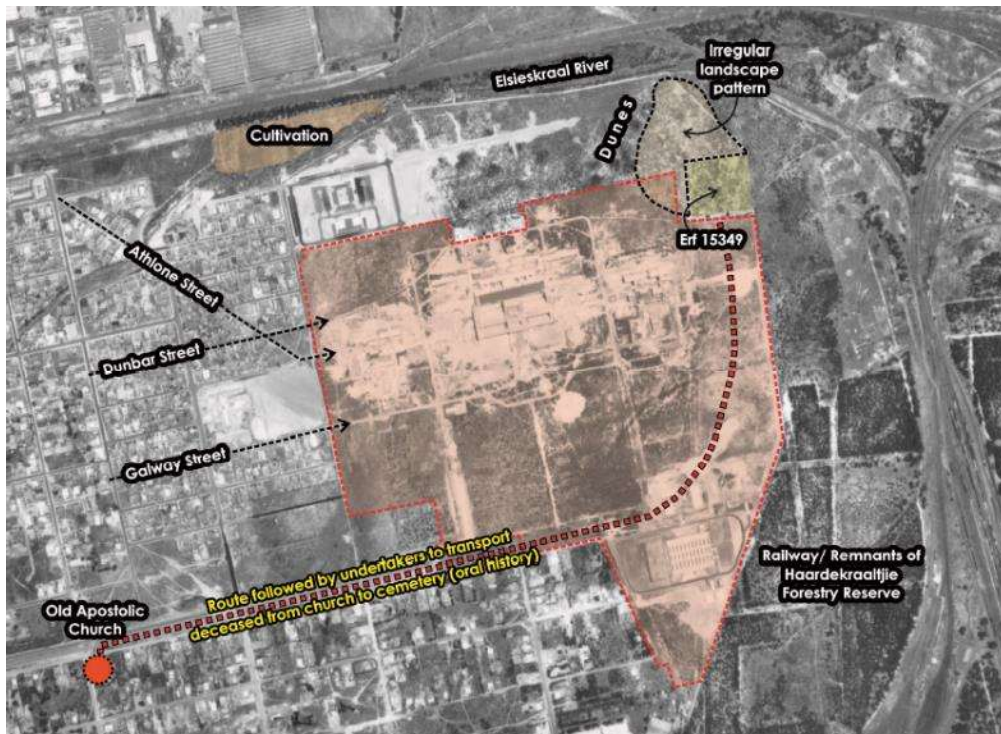 Irregular
landscape
pattern
Elsieskraal River
Cultivation
Dunes
Erf 15349
Athlone Street
Dunbar Street
Galway Street
Route followed by undertakers to transport
deceased from church to cemetery (oral history)
Railway/ Remnants of
Haardekraaltjie
Forestry Reserve
Old Apostolic
Church